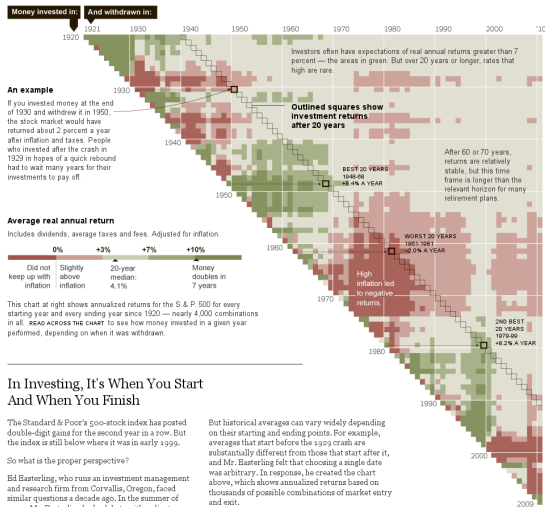 Money invested in: And withdrawn in:
1920 1921 1930 1940 1950 1960 1970 1980 1990 2000 '10
Investors often have expectations of real annual returns greater than 7
percent — the areas in green. But over 20 years or longer, rates that
high are rare.
An example
1930
If you invested money at the end
of 1930 and withdrew it in 1950,
the stock market would have
returned about 2 percent a year
after inflation and taxes. People
who invested after the crash in
1929 in hopes of a quick rebound
had to wait many years for their
investments to pay off.
Outlined squares show
investment returns
after 20 years
1940
After 60 or 70 years,
returns are relatively
stable, but this time
frame is longer than the
relevant horizon for many
retirement plans.
BEST 20 YEARS
1948-68
+8.4% A YEAR
1950
Average real annual return
Includes dividends, average taxes and fees. Adjusted for inflation.
0% +3% +7% +10%
Did not
keep up with
inflation
Slightly
above
inflation
20-year
median:
4.1%
Money
doubles in
7 years
WORST 20 YEARS
1961-1981
-2.0% A YEAR
1960
High
inflation led
to negative
returns.
1970
This chart at right shows annualized returns for the S. & P. 500 for every
starting year and every ending year since 1920 — nearly 4,000 combinations
in all. READ ACROSS THE CHART to see how money invested in a given year
performed, depending on when it was withdrawn.
2ND BEST
20 YEARS
1979-99
+8.2% A YEAR
1980
1990
2000
2009
In Investing, It's When You Start
And When You Finish
The Standard & Poor's 500-stock index has posted
double-digit gains for the second year in a row. But
the index is still below where it was in early 1999.
So what is the proper perspective?
Ed Easterling, who runs an investment management
and research firm from Corvallis, Oregon, faced
similar questions a decade ago. In the summer of
But historical averages can vary widely depending
on their starting and ending points. For example,
averages that start before the 1929 crash are
substantially different from those that start after it,
and Mr. Easterling felt that choosing a single date
was arbitrary. In response, he created the chart
above, which shows annualized returns based on
thousands of possible combinations of market entry
and exit.